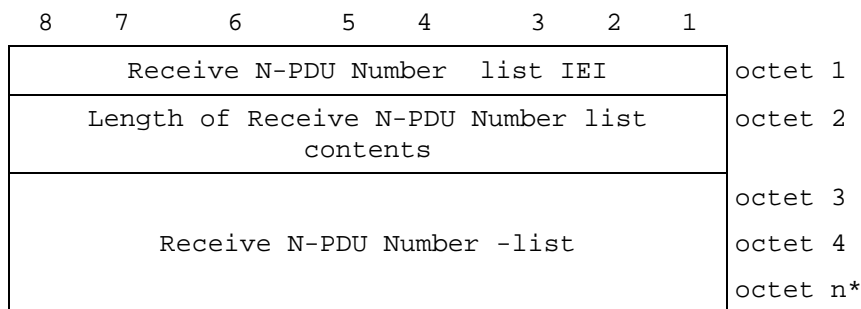 8 7 6 5 4 3 2 1
Receive N-PDU Number list IEI octet 1
Length of Receive N-PDU Number list octet 2
contents
octet 3
Receive N-PDU Number -list octet 4
octet n*